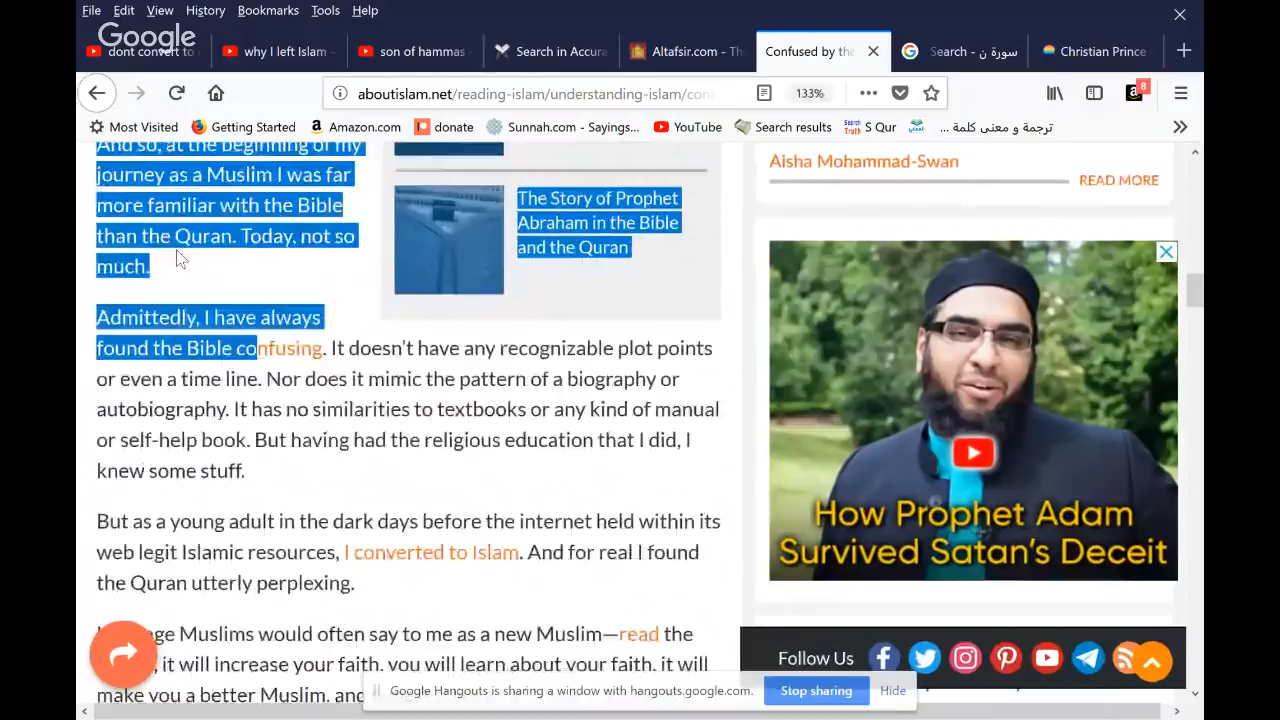 File Edit View History Bookmarks Tools Help
Google
dont convert to
why I left Islam
son of hammas
Search in Accura
Altafsir.com - Th
Confused by the
Search - سورة ن
Christian Prince
aboutislam.net/reading-islam/understanding-islam/con
133%
8
Most Visited
Getting Started
Amazon.com
donate
Sunnah.com - Sayings...
YouTube
Search results
S Qur
ترجمة و معنى كلمة ...
And so, at the beginning of my
journey as a Muslim I was far
more familiar with the Bible
than the Quran. Today, not so
much.
The Story of Prophet
Abraham in the Bible
and the Quran
Admittedly, I have always
found the Bible confusing. It doesn't have any recognizable plot points
or even a time line. Nor does it mimic the pattern of a biography or
autobiography. It has no similarities to textbooks or any kind of manual
or self-help book. But having had the religious education that I did, I
knew some stuff.
But as a young adult in the dark days before the internet held within its
web legit Islamic resources, I converted to Islam. And for real I found
the Quran utterly perplexing.
Muslims would often say to me as a new Muslim—read the
it will increase your faith, you will learn about your faith, it will
make you a better Muslim, and
Aisha Mohammad-Swan
READ MORE
How Prophet Adam
Survived Satan's Deceit
Follow Us
Google Hangouts is sharing a window with hangouts.google.com.
Stop sharing
Hide